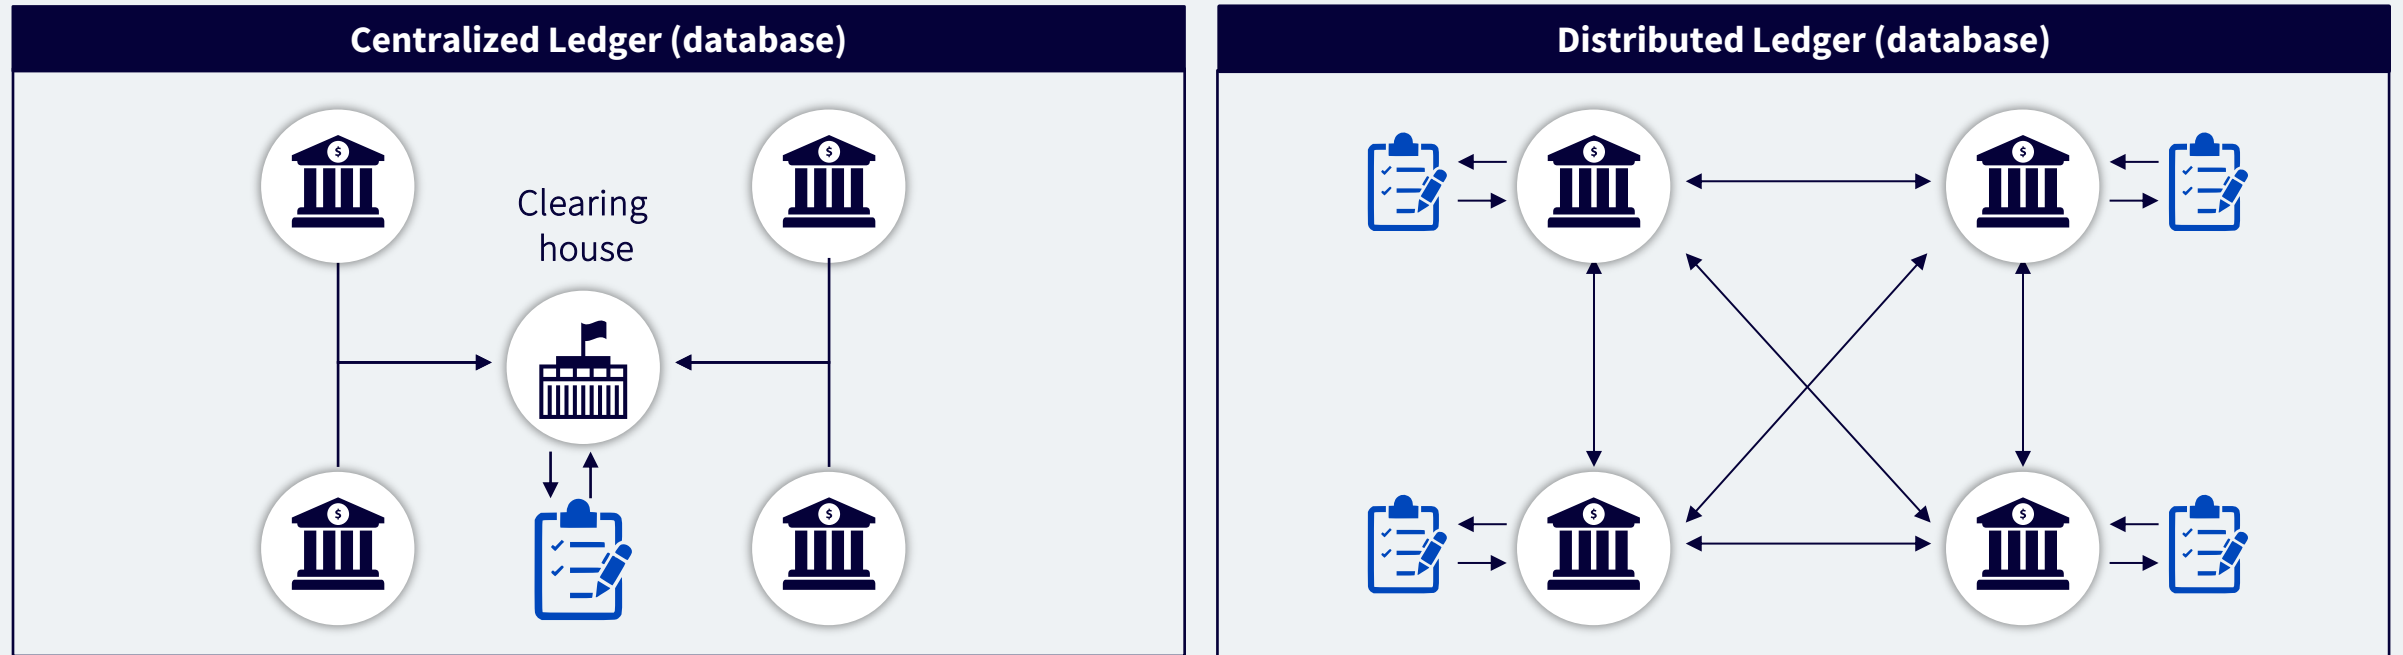 Centralized Ledger (database)
Clearing
house
$
$
$
$
Distributed Ledger (database)
$
$
$
$